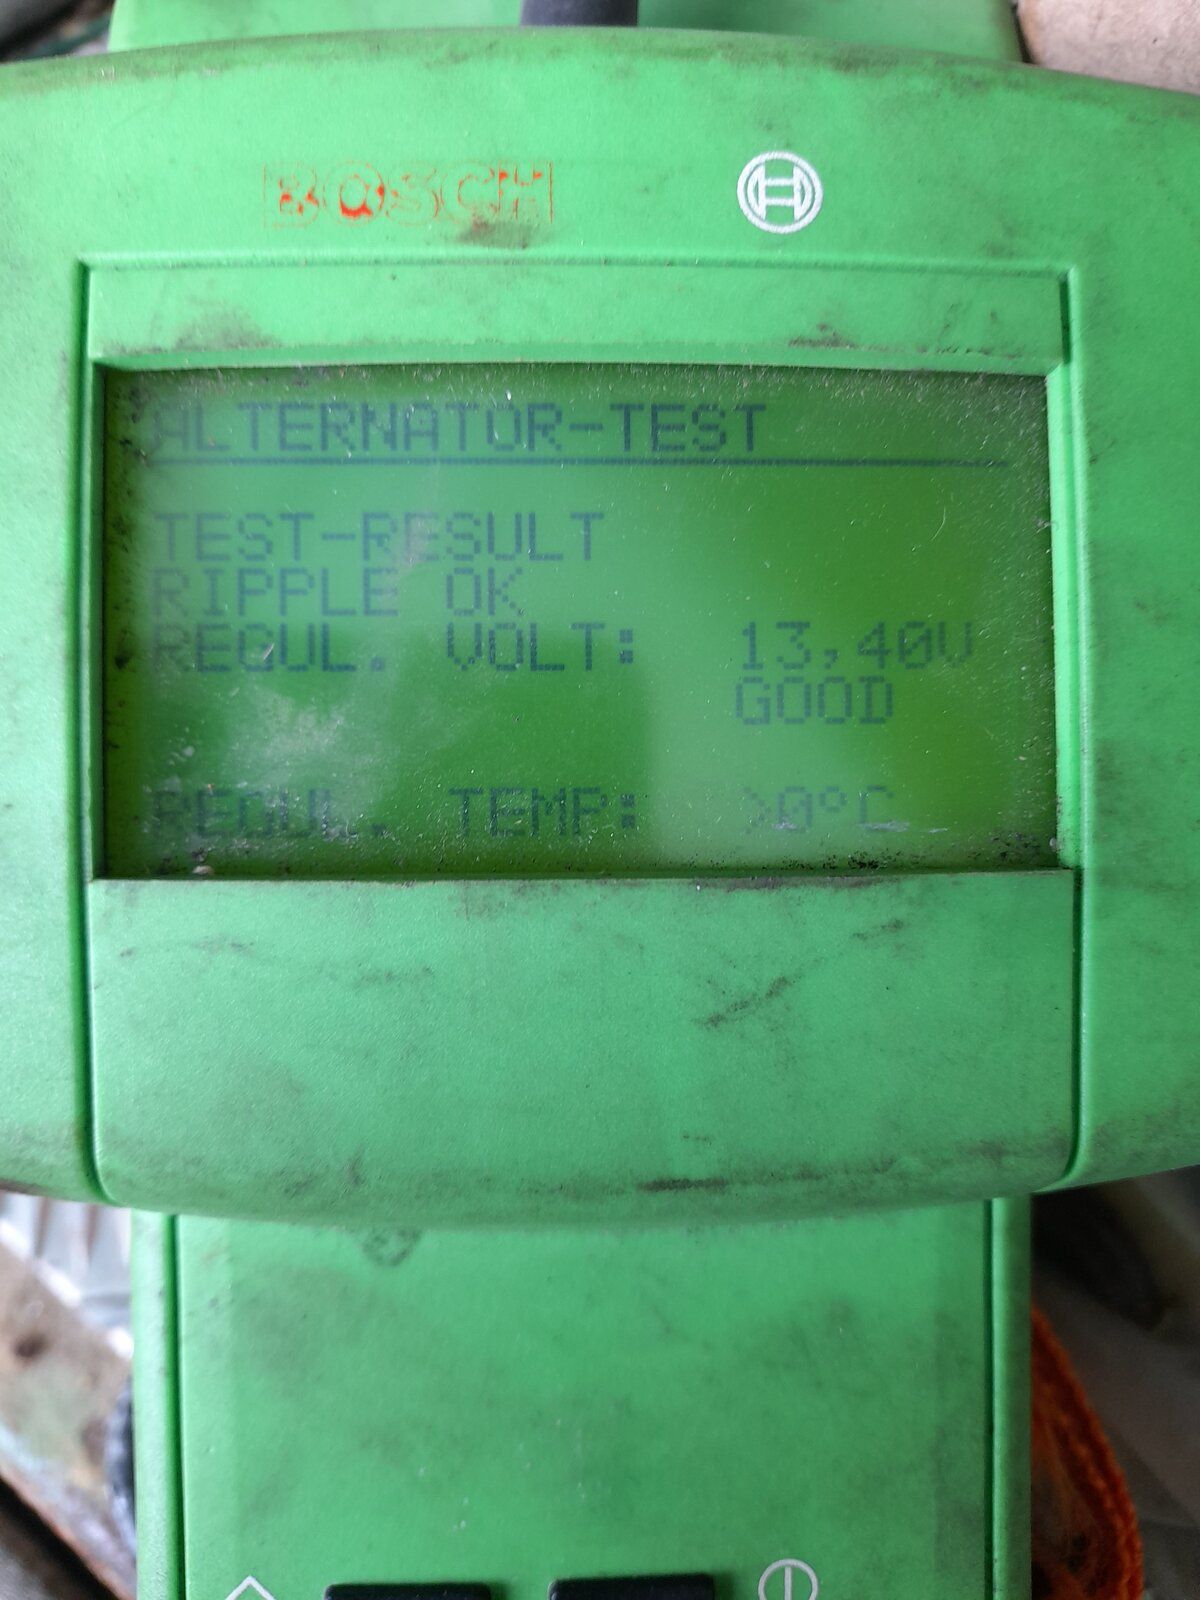 BOSCH
ALTERNATOR-TEST
TEST-RESULT
RIPPLE OK
REGUL. VOLT: 13,40V
GOOD
REGUL. TEMP: >0°C